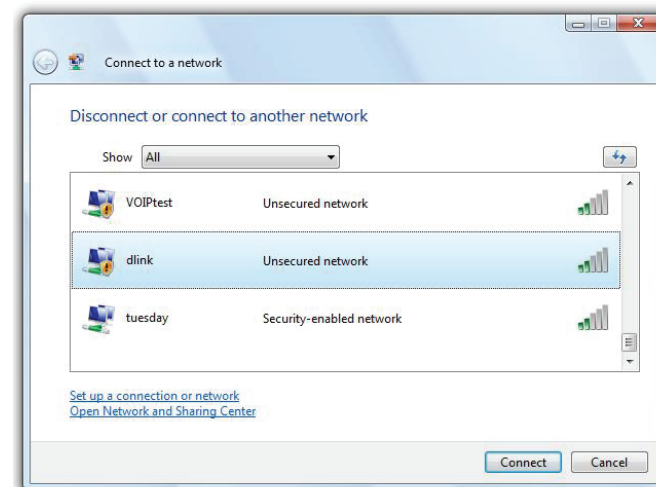 Connect to a network
Disconnect or connect to another network
Show All
VOIPtest Unsecured network
dlink Unsecured network
tuesday Security-enabled network
Set up a connection or network
Open Network and Sharing Center
Connect Cancel